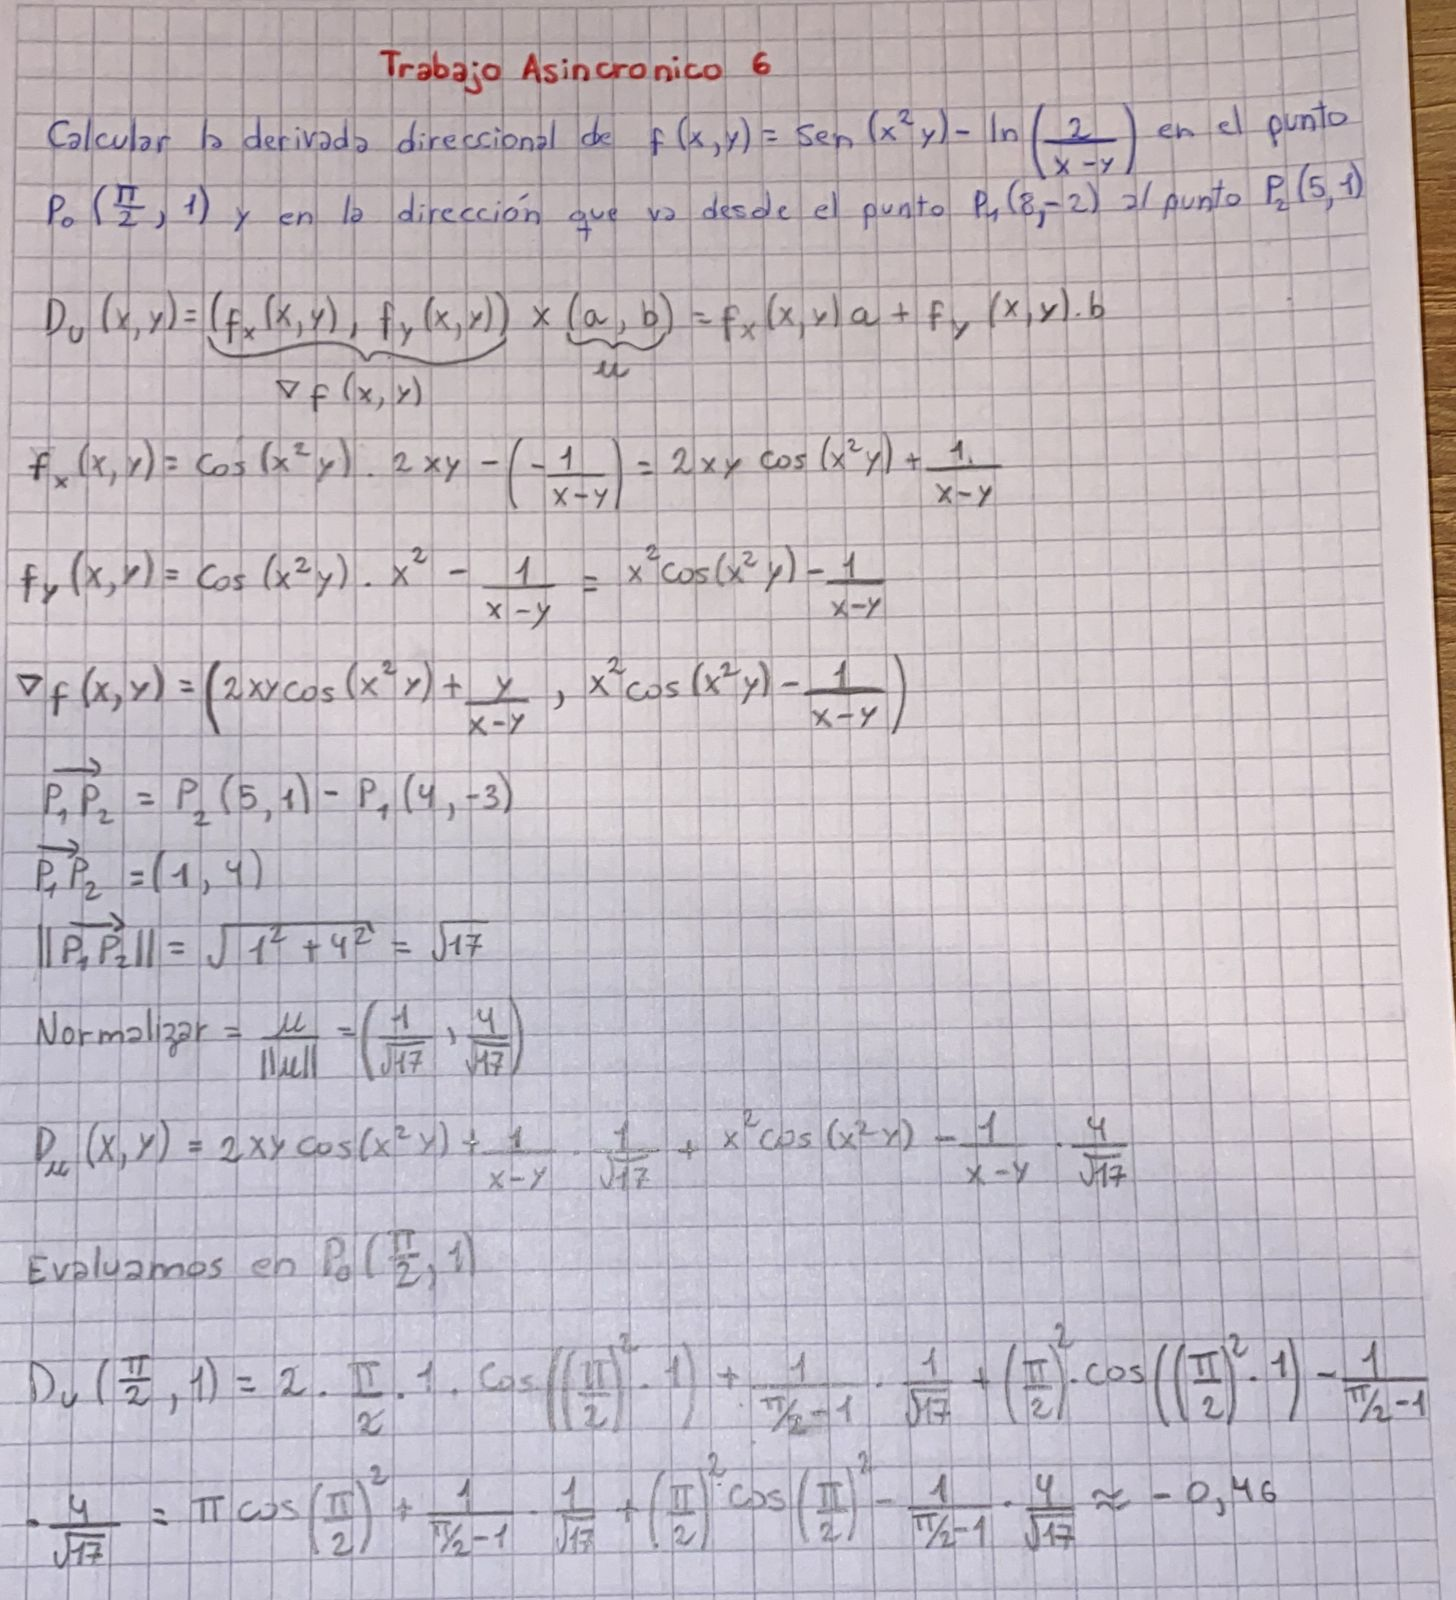 Trabajo Asincronico 6
Calcular la derivada direccional de f(x,y) = sen(x²y) - ln(2/(x-y)) en el punto
P₀(π/2, 1) y en la dirección que va desde el punto P₁(8,-2) al punto P₂(5,1)
Dᵤ(x,y) = (fₓ(x,y), f_y(x,y)) × (a,b) = fₓ(x,y)a + f_y(x,y).b
∇f(x,y) μ
fₓ(x,y) = cos(x²y). 2xy - (-1/(x-y)) = 2xy cos(x²y) + 1/(x-y)
f_y(x,y) = cos(x²y). x² - 1/(x-y) = x²cos(x²y) - 1/(x-y)
∇f(x,y) = (2xycos(x²y) + y/(x-y), x²cos(x²y) - 1/(x-y))
P₁P₂ = P₂(5,1) - P₁(4,-3)
P₁P₂ = (1,4)
||P₁P₂|| = √(1² + 4²) = √17
Normalizar = μ/||μ|| = (1/√17, 4/√17)
D_μ(x,y) = 2xycos(x²y) + 1/(x-y) · 1/√17 + x²cos(x²y) - 1/(x-y) · 4/√17
Evaluamos en P₀(π/2, 1)
Dᵤ(π/2, 1) = 2 . π/2 . 1 . cos((π/2)² · 1) + 1/(π/2-1) · 1/√17 + (π/2)² · cos((π/2)² · 1) - 1/(π/2-1)
· 4/√17 = π cos(π/2)² + 1/(π/2-1) · 1/√17 + (π/2)² · cos(π/2)² - 1/(π/2-1) · 4/√17 ≈ -0,46